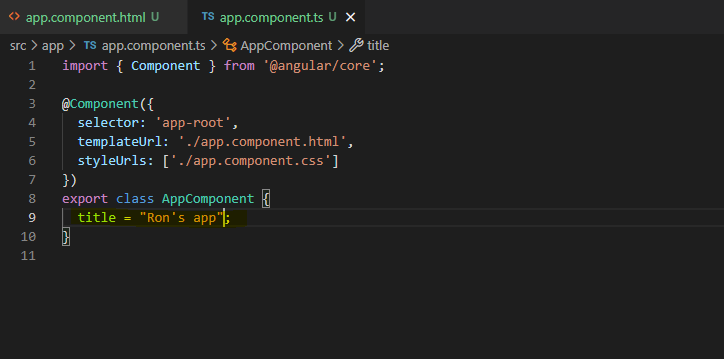 <> app.component.html U TS app.component.ts U ×
src > app > TS app.component.ts > AppComponent > title
1 import { Component } from '@angular/core';
2
3 @Component({
4   selector: 'app-root',
5   templateUrl: './app.component.html',
6   styleUrls: ['./app.component.css']
7 })
8 export class AppComponent {
9   title = "Ron's app";
10 }
11